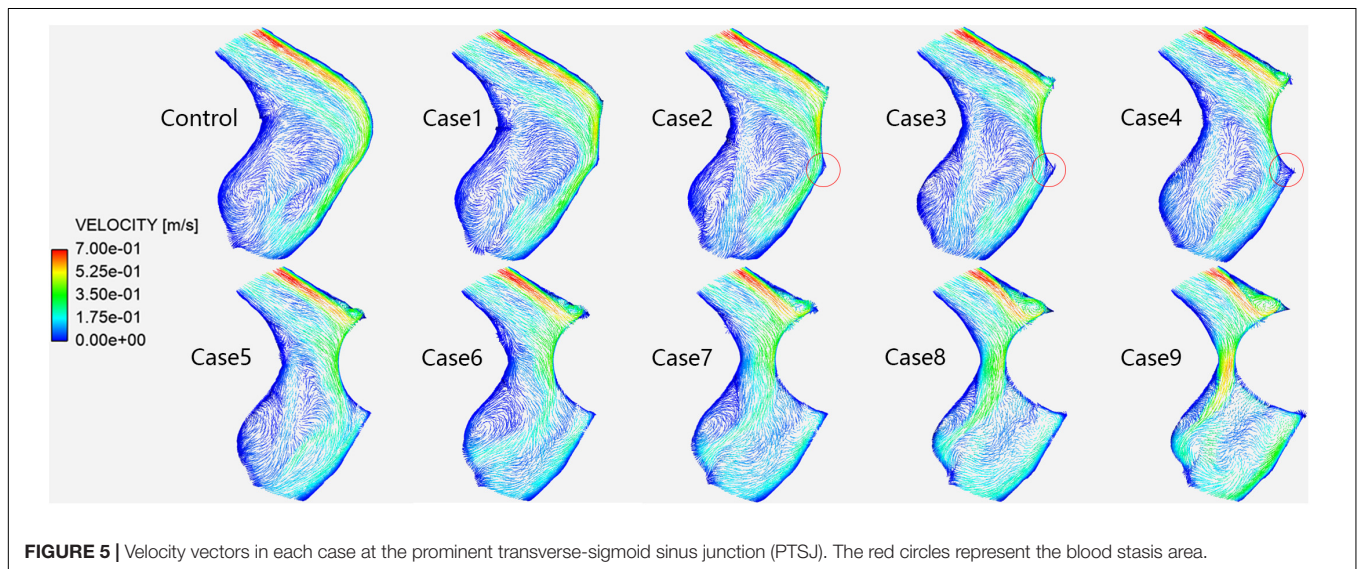 Control
Case1
Case2
Case3
Case4
VELOCITY [m/s]
7.00e-01
5.25e-01
3.50e-01
1.75e-01
0.00e+00
Case5
Case6
Case7
Case8
Case9
FIGURE 5 | Velocity vectors in each case at the prominent transverse-sigmoid sinus junction (PTSJ). The red circles represent the blood stasis area.